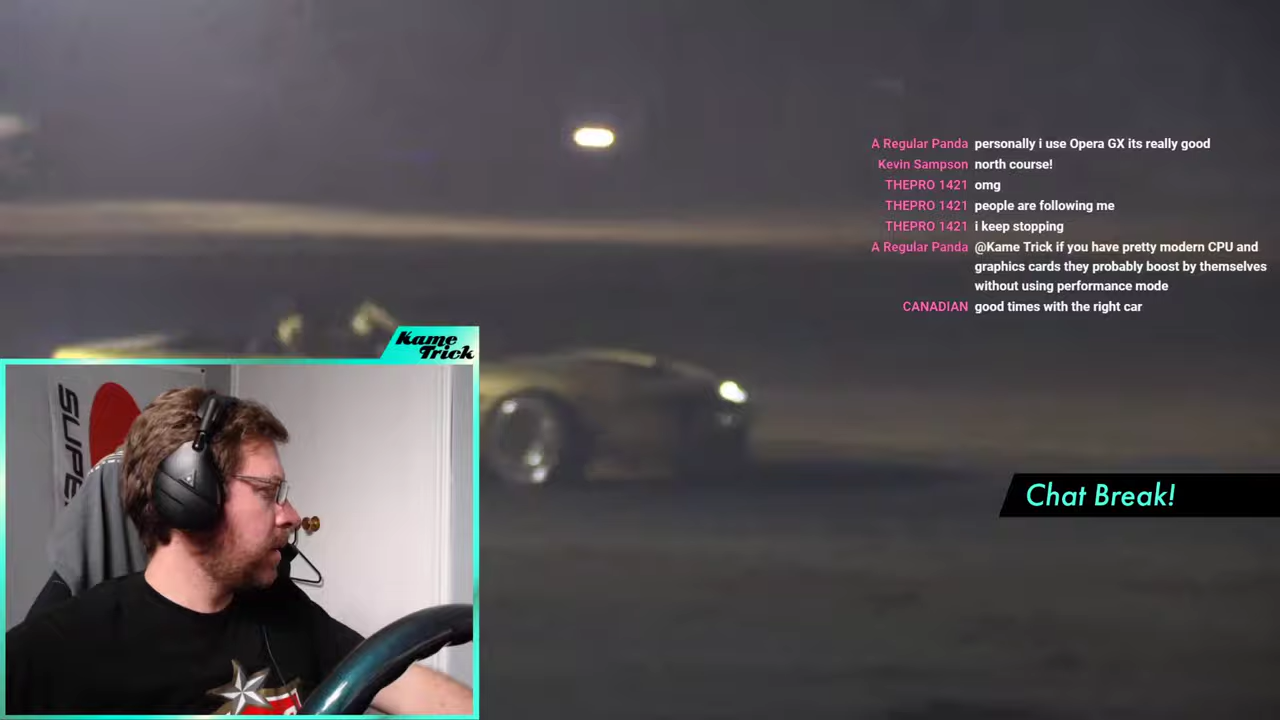 A Regular Panda personally i use Opera GX its really good
Kevin Sampson north course!
THEPRO 1421 omg
THEPRO 1421 people are following me
THEPRO 1421 i keep stopping
A Regular Panda @Kame Trick if you have pretty modern CPU and
graphics cards they probably boost by themselves
without using performance mode
CANADIAN good times with the right car
Kame
Trick
SUPE
Chat Break!